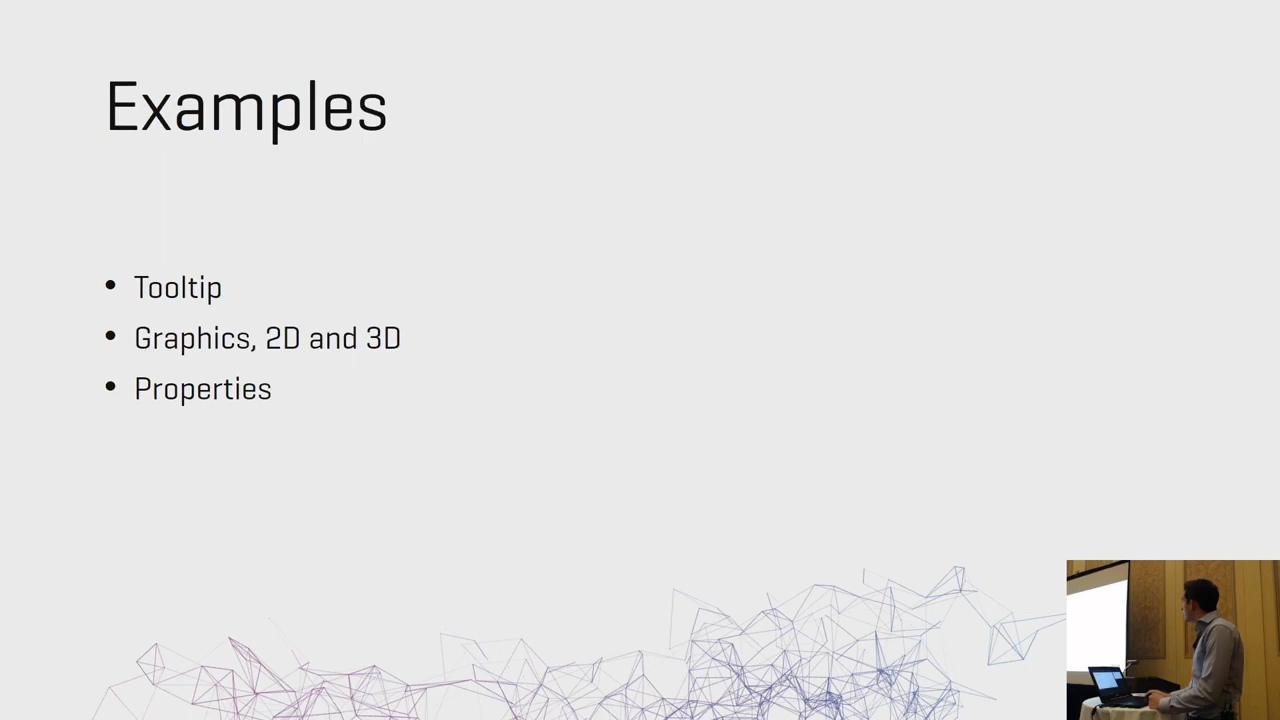 Examples
• Tooltip
• Graphics, 2D and 3D
• Properties